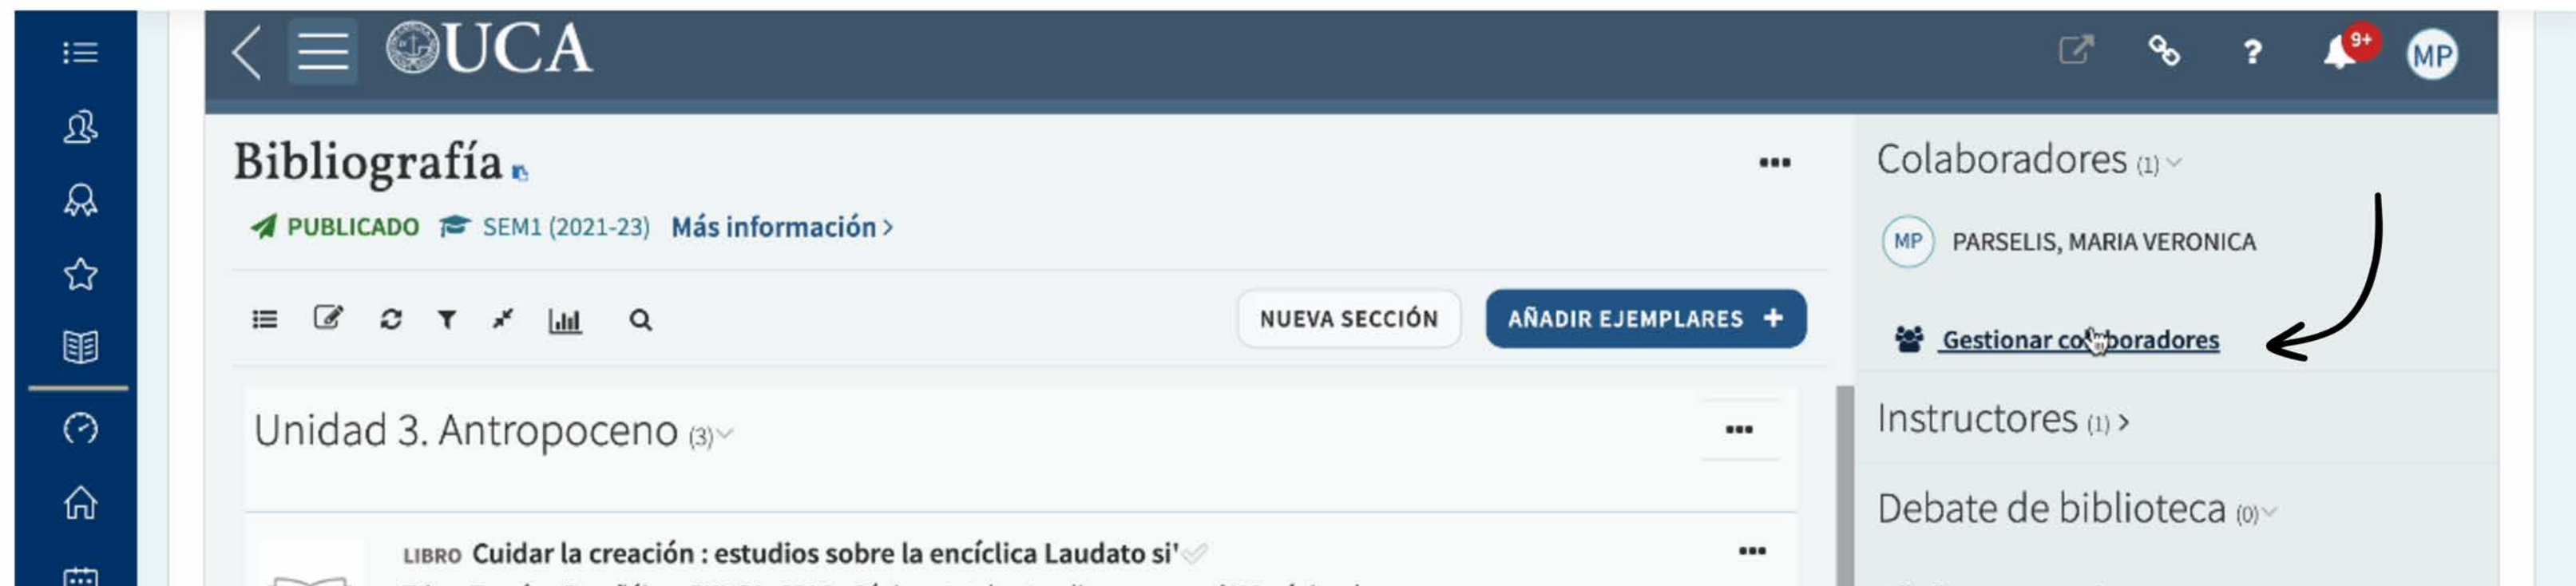 UCA
? 9+ MP
Bibliografía
PUBLICADO SEM1 (2021-23) Más información >
NUEVA SECCIÓN AÑADIR EJEMPLARES +
Unidad 3. Antropoceno (3)
LIBRO Cuidar la creación : estudios sobre la encíclica Laudato si'
Colaboradores (1)
MP PARSELIS, MARIA VERONICA
Gestionar colaboradores
Instructores (1) >
Debate de biblioteca (0)